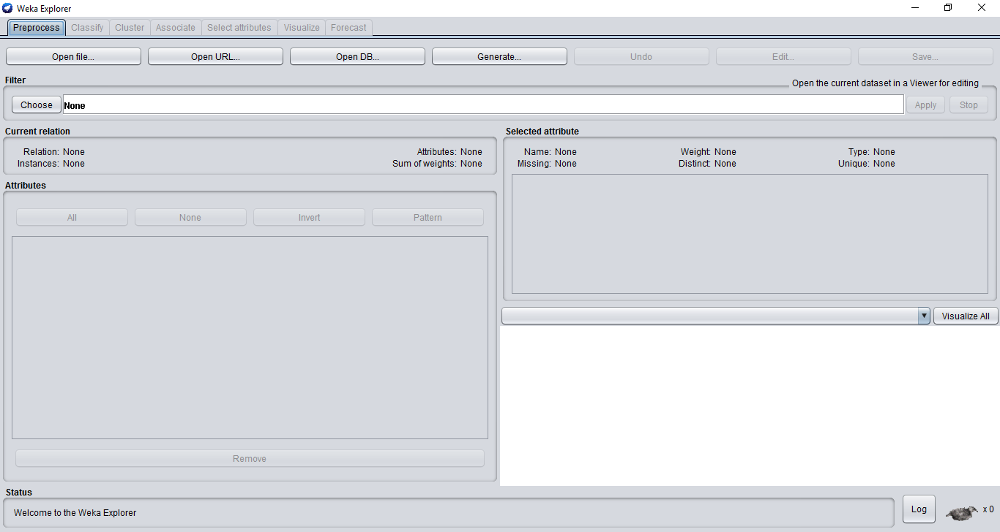 Weka Explorer
Preprocess Classify Cluster Associate Select attributes Visualize Forecast
Open file... Open URL... Open DB... Generate... Undo Edit... Save...
Filter
Open the current dataset in a Viewer for editing
Choose None Apply Stop
Current relation
Relation: None Attributes: None
Instances: None Sum of weights: None
Selected attribute
Name: None Weight: None Type: None
Missing: None Distinct: None Unique: None
Attributes
All None Invert Pattern
Visualize All
Remove
Status
Welcome to the Weka Explorer
Log x 0